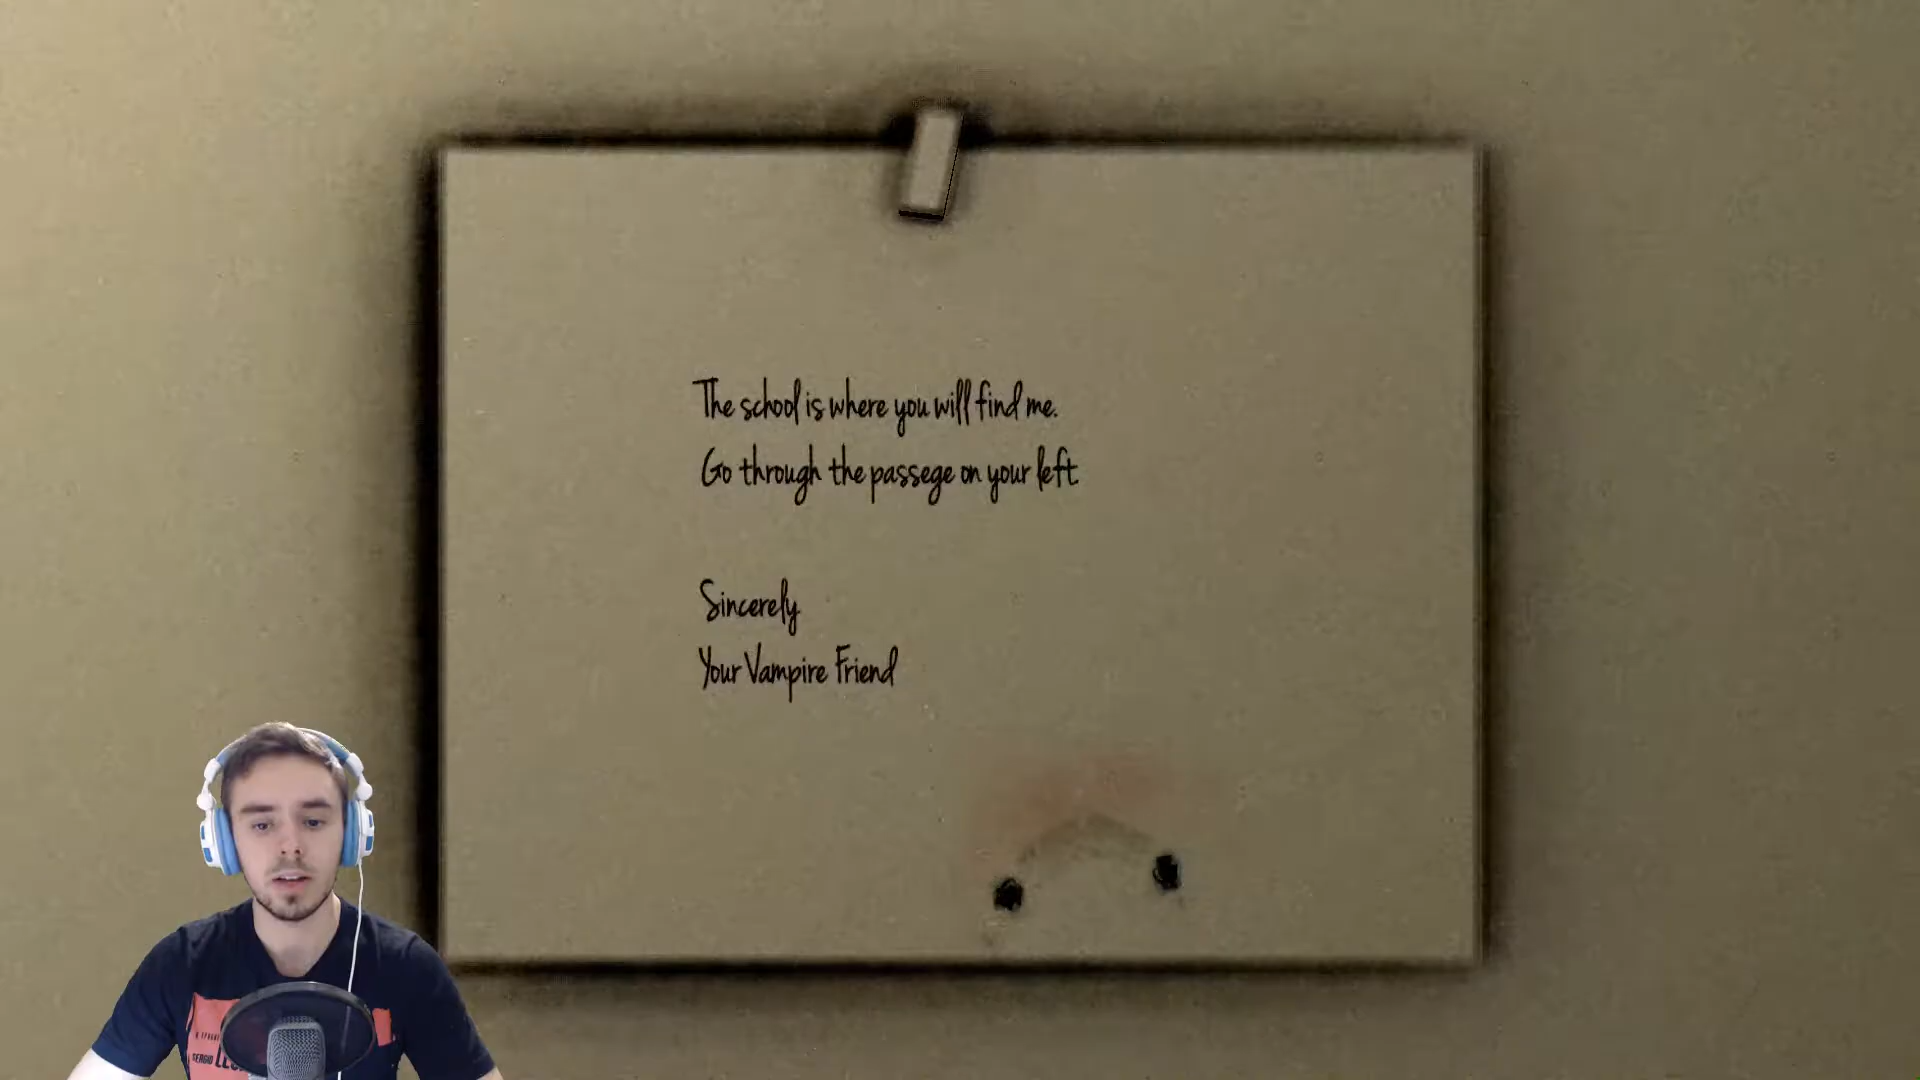 The school is where you will find me.
Go through the passege on your left
Sincerely
Your Vampire Friend
SERGIO